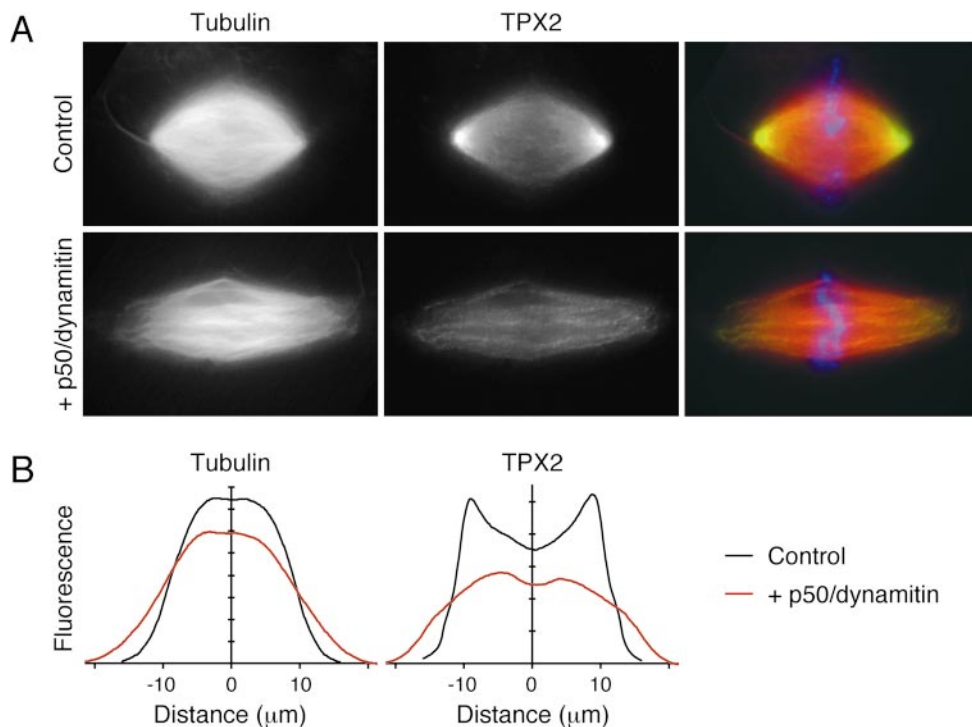 A
Tubulin
TPX2
Control
+ p50/dynamitin
B
Tubulin
TPX2
Fluorescence
Control
+ p50/dynamitin
-10
0
10
-10
0
10
Distance (μm)
Distance (μm)